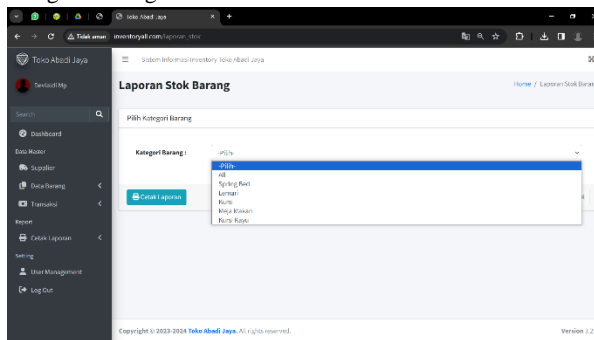 Toko Abadi Jaya
Tidak aman inventoryall.com/laporan_stok
Toko Abadi Jaya
Sistem Informasi Inventory Toko Abadi Jaya
Laporan Stok Barang
Home / Laporan Stok Barang
Search
Pilih Kategori Barang
Dashboard
Data Master
Kategori Barang :
-Pilih-
-Pilih-
All
Spring Bed
Lemari
Kursi
Meja Makan
Kursi Kayu
Supplier
Data Barang
Transaksi
Cetak Laporan
Report
Cetak Laporan
Setting
User Management
Log Out
Copyright © 2023-2024 Toko Abadi Jaya. All rights reserved.
Version 3.2